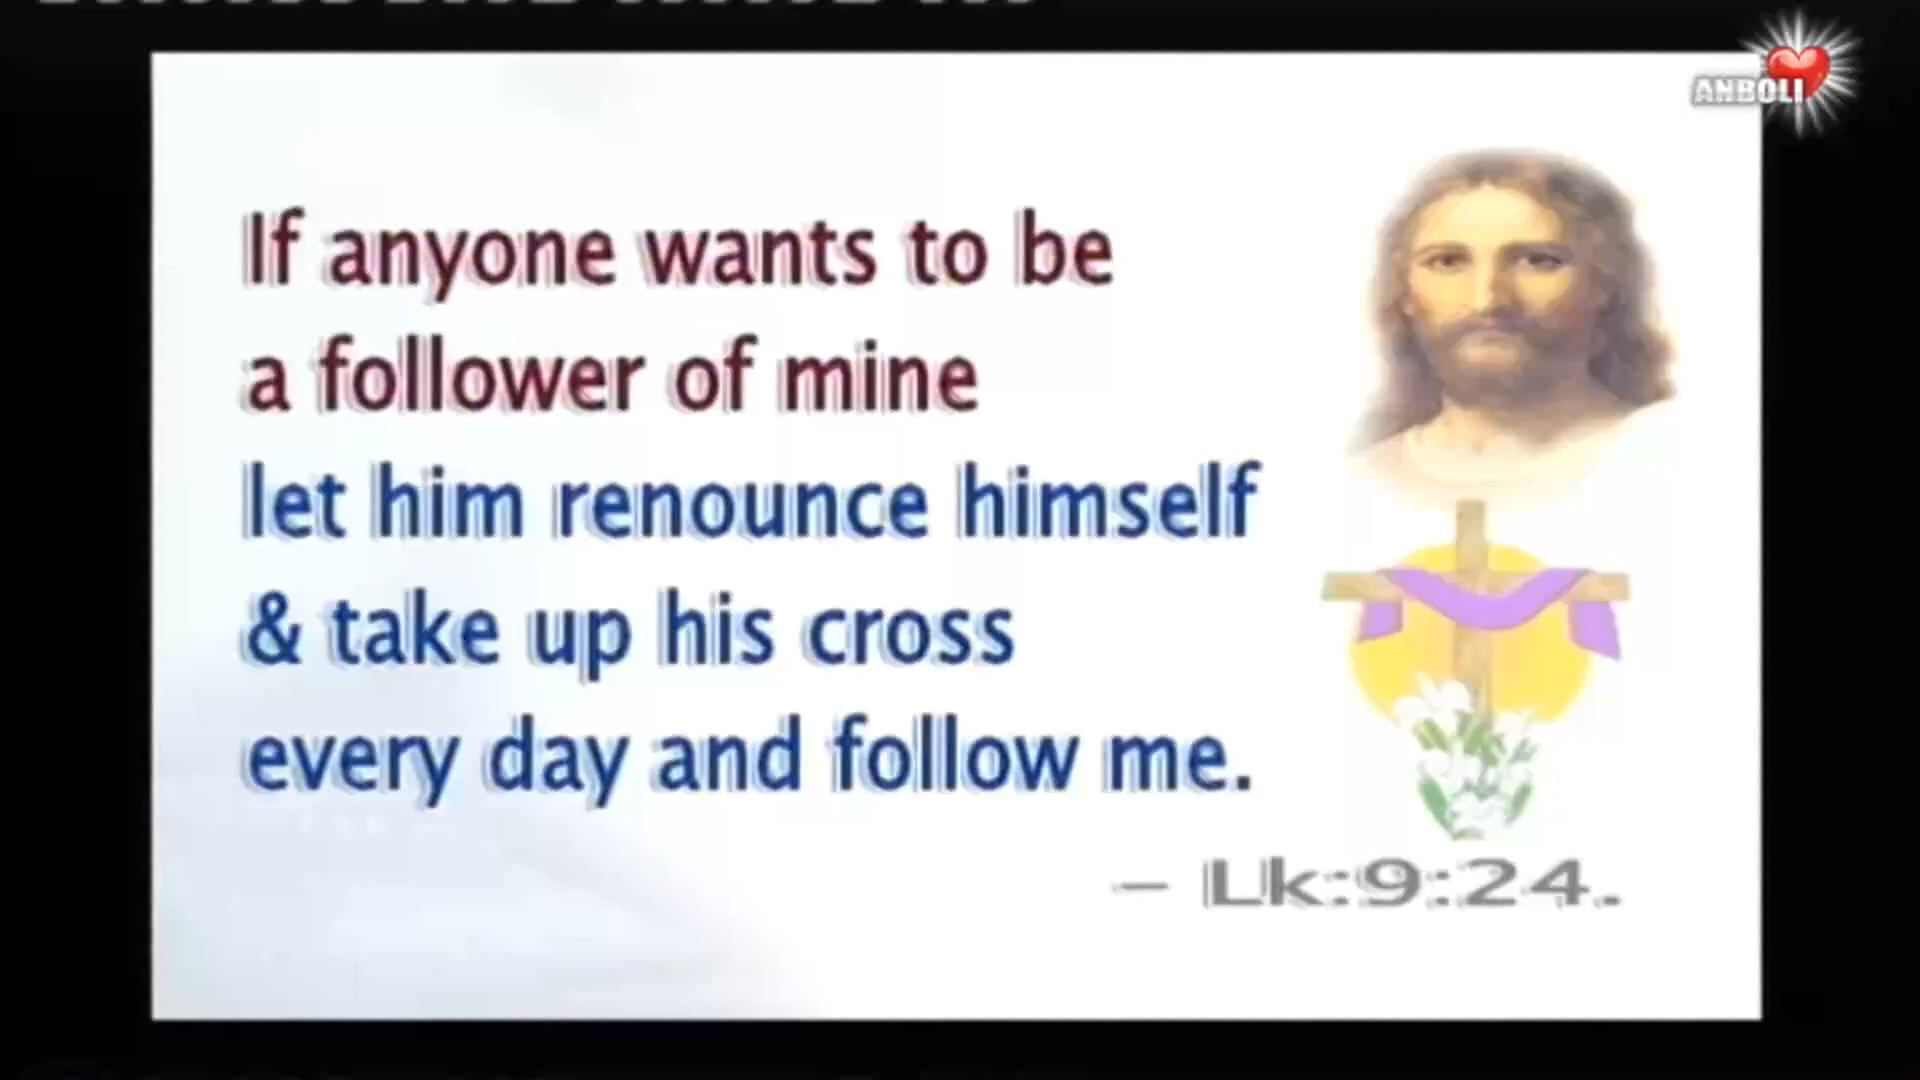 ANBOLI
If anyone wants to be
a follower of mine
let him renounce himself
& take up his cross
every day and follow me.
– Lk:9:24.